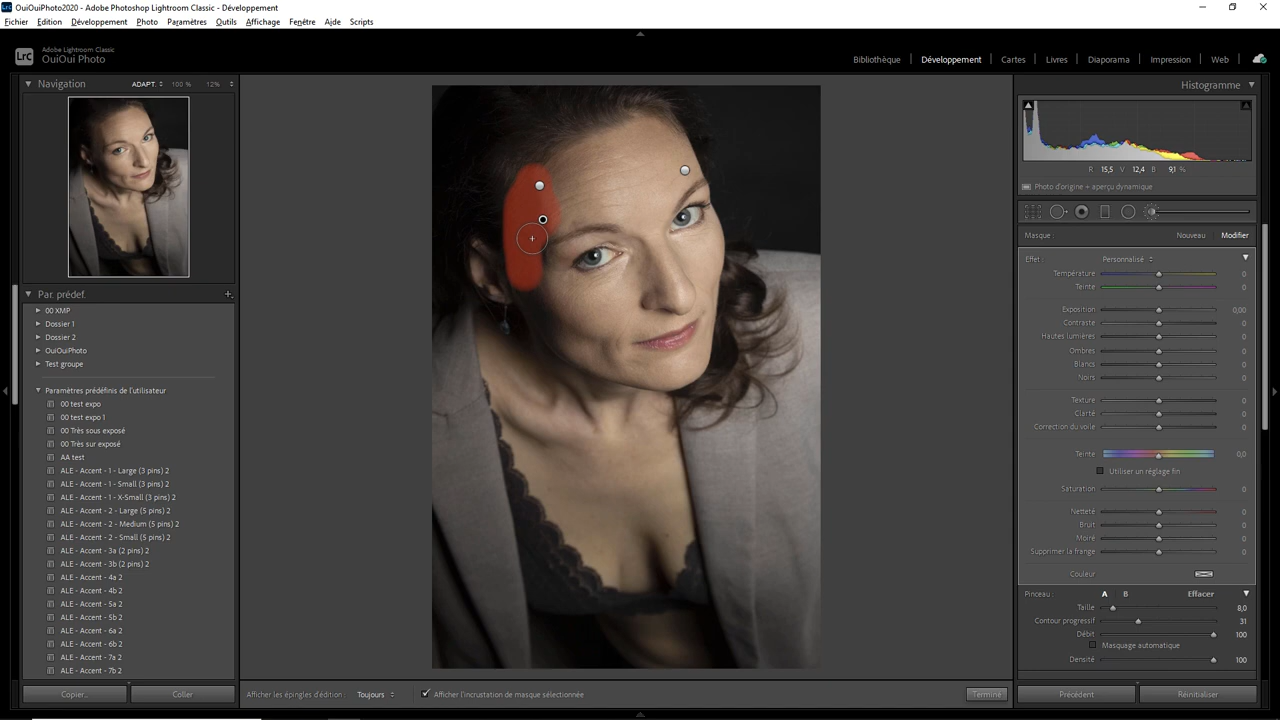 OuiOuiPhoto2020 - Adobe Photoshop Lightroom Classic - Développement
Fichier Edition Développement Photo Paramètres Outils Affichage Fenêtre Aide Scripts
Adobe Lightroom Classic
LrC OuiOui Photo
Bibliothèque | Développement | Cartes | Livres | Diaporama | Impression | Web
Navigation ADAPT. 100 % 12%
Histogramme
R 15,5 V 12,4 B 9,1 %
Photo d'origine + aperçu dynamique
Masque : Nouveau Modifier
Effet : Personnalisé
Température 0
Teinte 0
Exposition 0,00
Contraste 0
Hautes lumières 0
Ombres 0
Blancs 0
Noirs 0
Texture 0
Clarté 0
Correction du voile 0
Teinte 0,0
Utiliser un réglage fin
Saturation 0
Netteté 0
Bruit 0
Moiré 0
Supprimer la frange 0
Couleur
Pinceau : A B Effacer
Taille 8,0
Contour progressif 31
Débit 100
Masquage automatique
Densité 100
Précédent Réinitialiser
Par. prédéf. +
00 XMP
Dossier 1
Dossier 2
OuiOuiPhoto
Test groupe
Paramètres prédéfinis de l'utilisateur
00 test expo
00 test expo 1
00 Très sous exposé
00 Très sur exposé
AA test
ALE - Accent - 1 - Large (3 pins) 2
ALE - Accent - 1 - Small (3 pins) 2
ALE - Accent - 1 - X-Small (3 pins) 2
ALE - Accent - 2 - Large (5 pins) 2
ALE - Accent - 2 - Medium (5 pins) 2
ALE - Accent - 2 - Small (5 pins) 2
ALE - Accent - 3a (2 pins) 2
ALE - Accent - 3b (2 pins) 2
ALE - Accent - 4a 2
ALE - Accent - 4b 2
ALE - Accent - 5a 2
ALE - Accent - 5b 2
ALE - Accent - 6a 2
ALE - Accent - 6b 2
ALE - Accent - 7a 2
ALE - Accent - 7b 2
Copier... Coller
Afficher les épingles d'édition : Toujours Afficher l'incrustation de masque sélectionnée Terminé